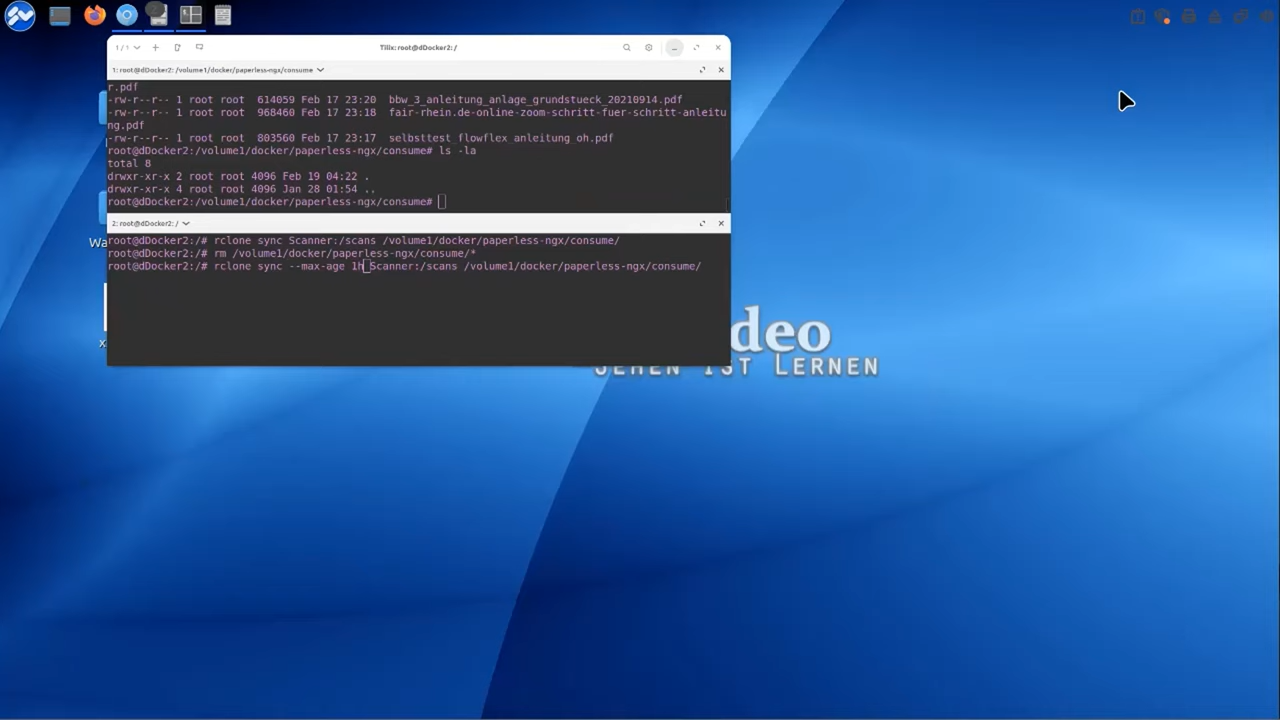 1 / 1
Tilix: root@dDocker2: /
1: root@dDocker2: /volume1/docker/paperless-ngx/consume
r.pdf
-rw-r--r-- 1 root root  614059 Feb 17 23:20  bbw_3_anleitung_anlage_grundstueck_20210914.pdf
-rw-r--r-- 1 root root  968460 Feb 17 23:18  fair-rhein.de-online-zoom-schritt-fuer-schritt-anleitu
ng.pdf
-rw-r--r-- 1 root root  803560 Feb 17 23:17  selbsttest_flowflex_anleitung_oh.pdf
root@dDocker2:/volume1/docker/paperless-ngx/consume# ls -la
total 8
drwxr-xr-x 2 root root 4096 Feb 19 04:22 .
drwxr-xr-x 4 root root 4096 Jan 28 01:54 ..
root@dDocker2:/volume1/docker/paperless-ngx/consume#
2: root@dDocker2: /
root@dDocker2:/# rclone sync Scanner:/scans /volume1/docker/paperless-ngx/consume/
root@dDocker2:/# rm /volume1/docker/paperless-ngx/consume/*
root@dDocker2:/# rclone sync --max-age 1h Scanner:/scans /volume1/docker/paperless-ngx/consume/
Wa
x
deo
SEHEN IST LERNEN